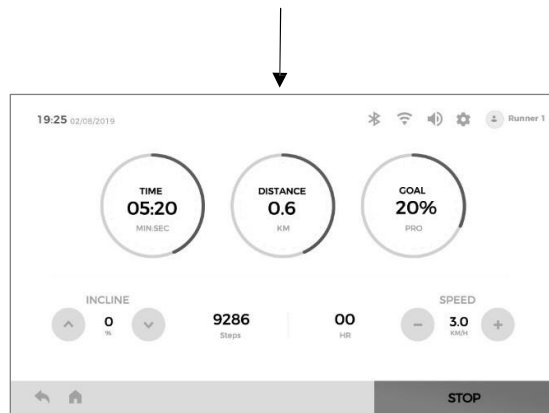 19:25 02/08/2019
Runner 1
TIME
05:20
MIN:SEC
DISTANCE
0.6
KM
GOAL
20%
PRO
INCLINE
0
%
9286
Steps
00
HR
SPEED
3.0
KM/H
STOP